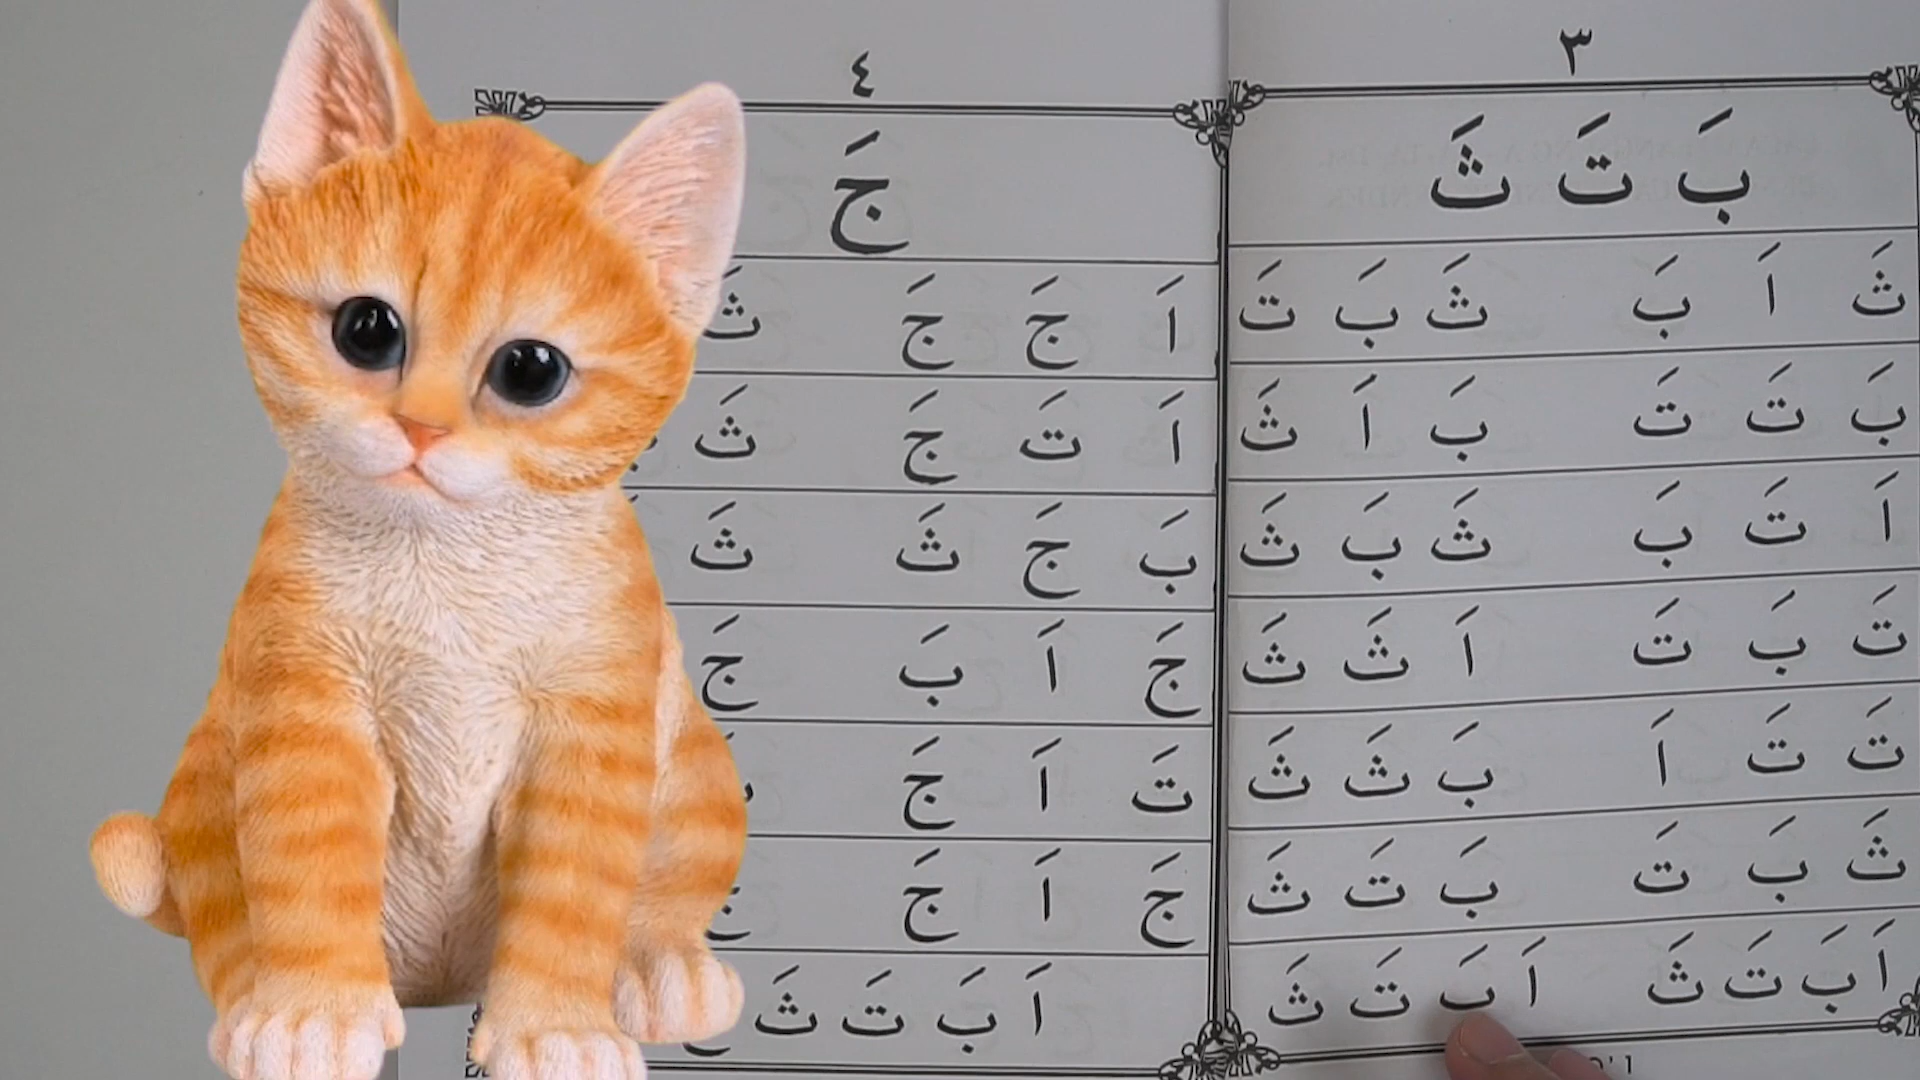 ٣
بَ تَ ثَ
ثَ اَ بَ ثَ بَ تَ
بَ تَ تَ بَ اَ ثَ
اَ تَ بَ ثَ بَ ثَ
تَ بَ تَ اَ ثَ ثَ
تَ تَ اَ بَ ثَ ثَ
ثَ بَ تَ بَ تَ ثَ
اَ بَ تَ ثَ اَ بَ تَ ثَ
٤
جَ
اَ جَ جَ ثَ
اَ تَ جَ ثَ
بَ جَ ثَ ثَ
جَ اَ بَ جَ
تَ اَ جَ
جَ اَ جَ
اَ بَ تَ ثَ